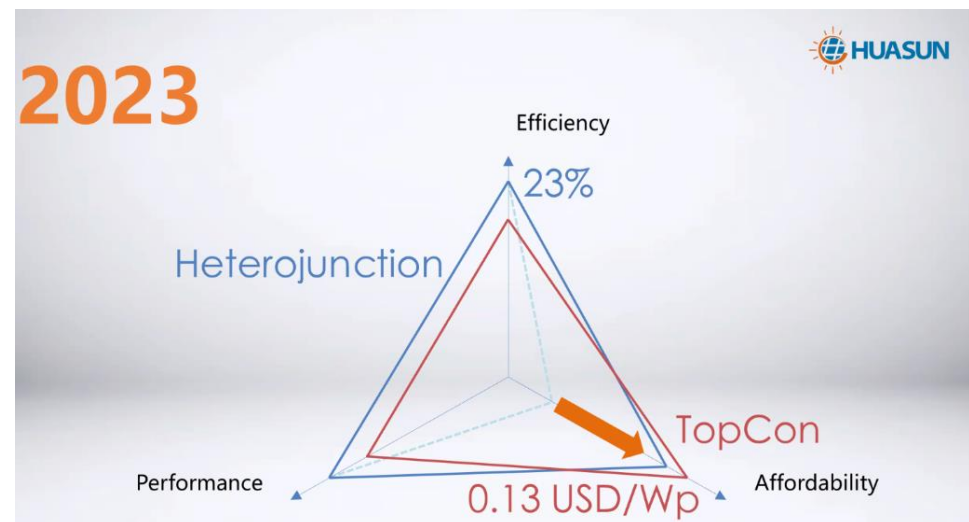 HUASUN
2023
Efficiency
23%
Heterojunction
TopCon
Performance
Affordability
0.13 USD/Wp